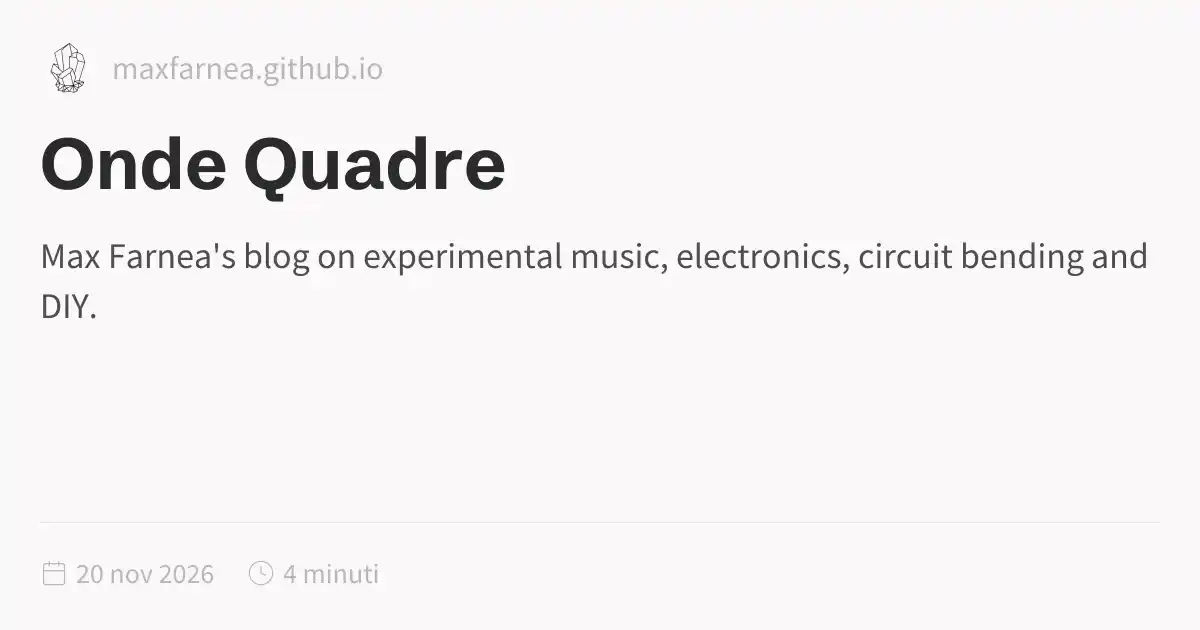 maxfarnea.github.io
Onde Quadre
Max Farnea's blog on experimental music, electronics, circuit bending and
DIY.
20 nov 2026
4 minuti